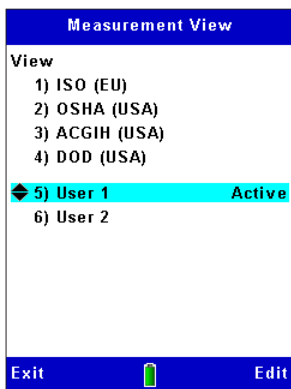 Measurement View
View
1) ISO (EU)
2) OSHA (USA)
3) ACGIH (USA)
4) DOD (USA)
5) User 1 Active
6) User 2
Exit Edit